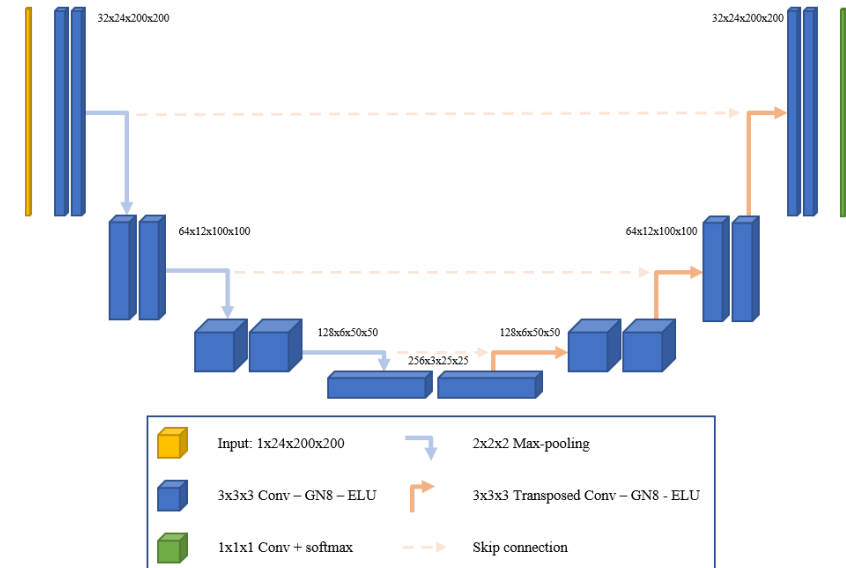 32x24x200x200
32x24x200x200
64x12x100x100
64x12x100x100
128x6x50x50
128x6x50x50
256x3x25x25
Input: 1x24x200x200
2x2x2 Max-pooling
3x3x3 Conv – GN8 – ELU
3x3x3 Transposed Conv – GN8 - ELU
1x1x1 Conv + softmax
Skip connection